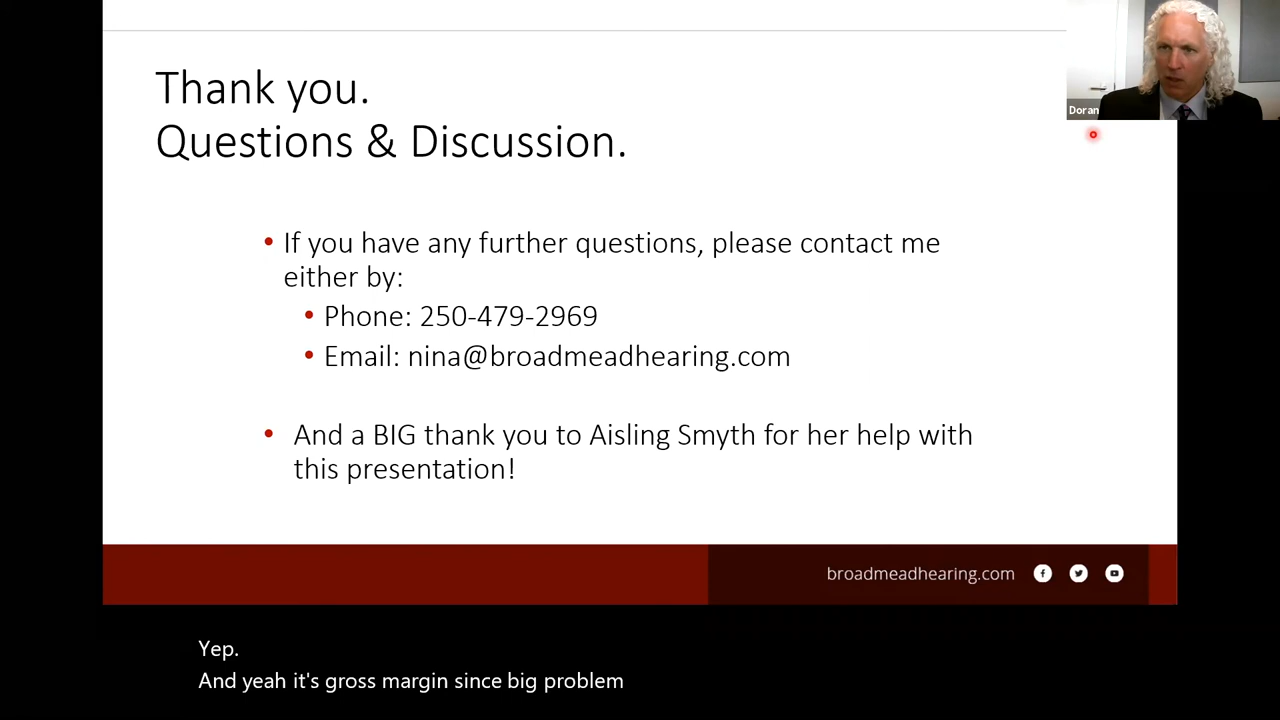 Thank you.
Questions & Discussion.
Doran
• If you have any further questions, please contact me
either by:
• Phone: 250-479-2969
• Email: nina@broadmeadhearing.com
• And a BIG thank you to Aisling Smyth for her help with
this presentation!
broadmeadhearing.com
Yep.
And yeah it's gross margin since big problem